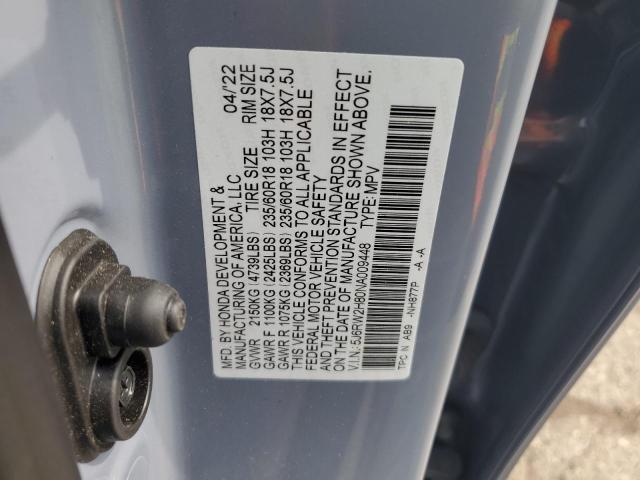 MFD. BY HONDA DEVELOPMENT & 04/'22
MANUFACTURING OF AMERICA, LLC
GVWR 2150KG (4739LBS) TIRE SIZE RIM SIZE
GAWR F 1100KG (2425LBS) 235/60R18 103H 18X7.5J
GAWR R 1075KG (2369LBS) 235/60R18 103H 18X7.5J
THIS VEHICLE CONFORMS TO ALL APPLICABLE
FEDERAL MOTOR VEHICLE SAFETY
AND THEFT PREVENTION STANDARDS IN EFFECT
ON THE DATE OF MANUFACTURE SHOWN ABOVE.
V.I.N.: 5J6RW2H80NA009448 TYPE: MPV
TPC N AB9 -NH877P -A -A